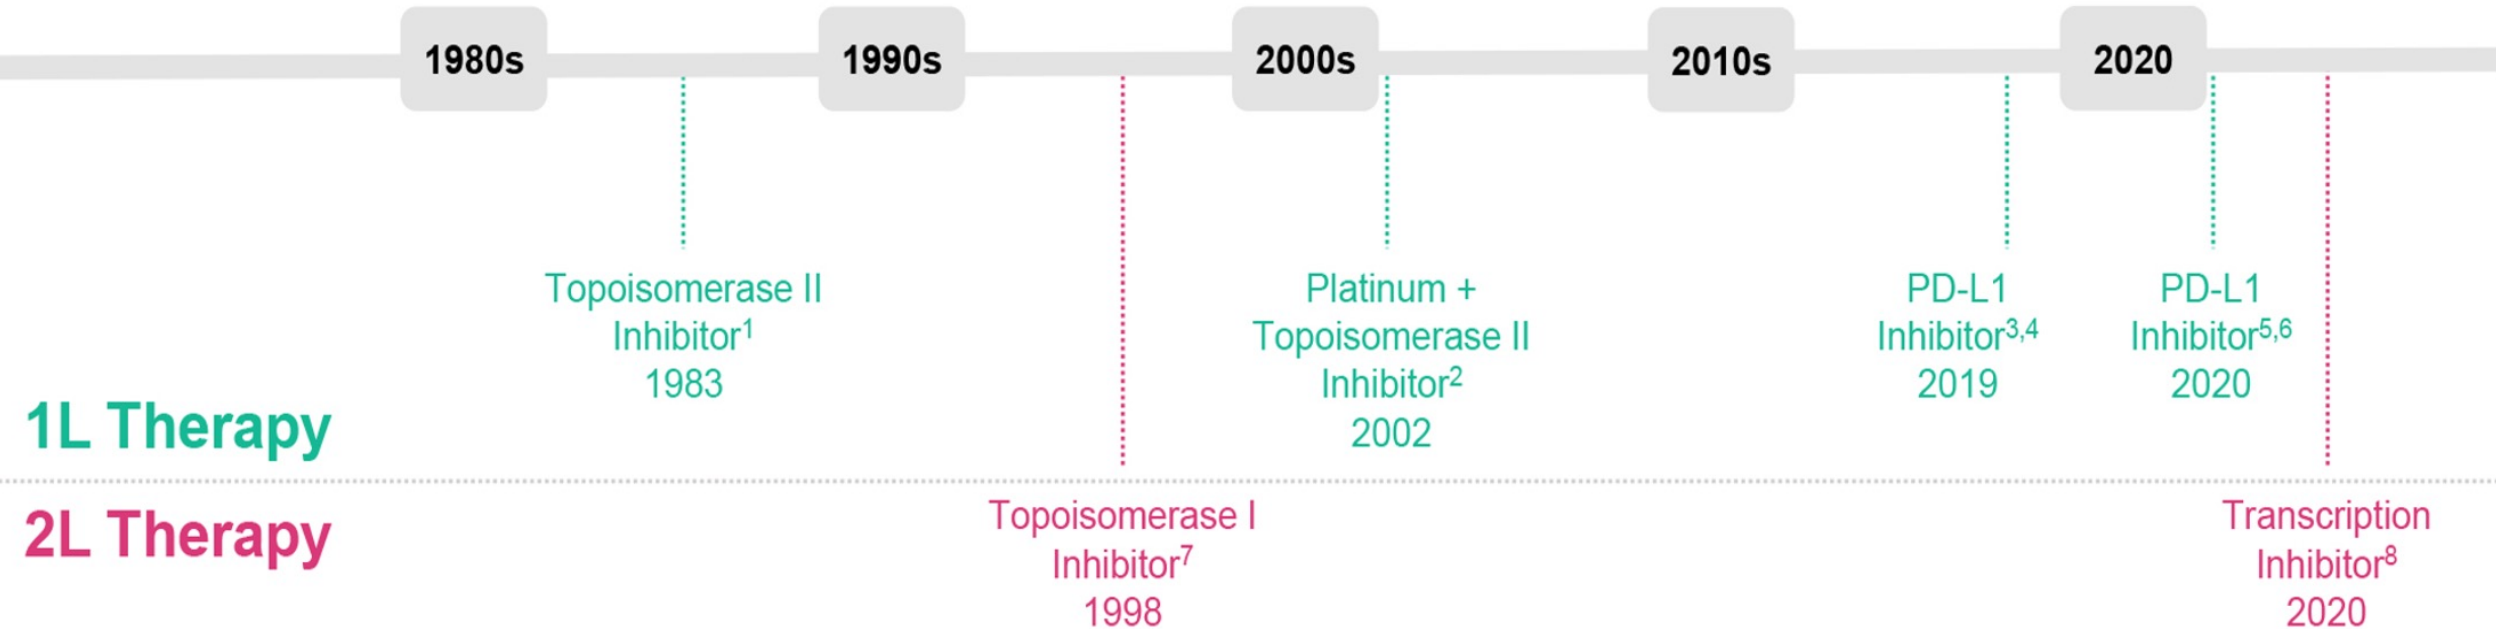 1980s
1990s
2000s
2010s
2020
Topoisomerase II
Inhibitor¹
1983
Platinum +
Topoisomerase II
Inhibitor²
2002
PD-L1
Inhibitor³,⁴
2019
PD-L1
Inhibitor⁵,⁶
2020
1L Therapy
2L Therapy
Topoisomerase I
Inhibitor⁷
1998
Transcription
Inhibitor⁸
2020